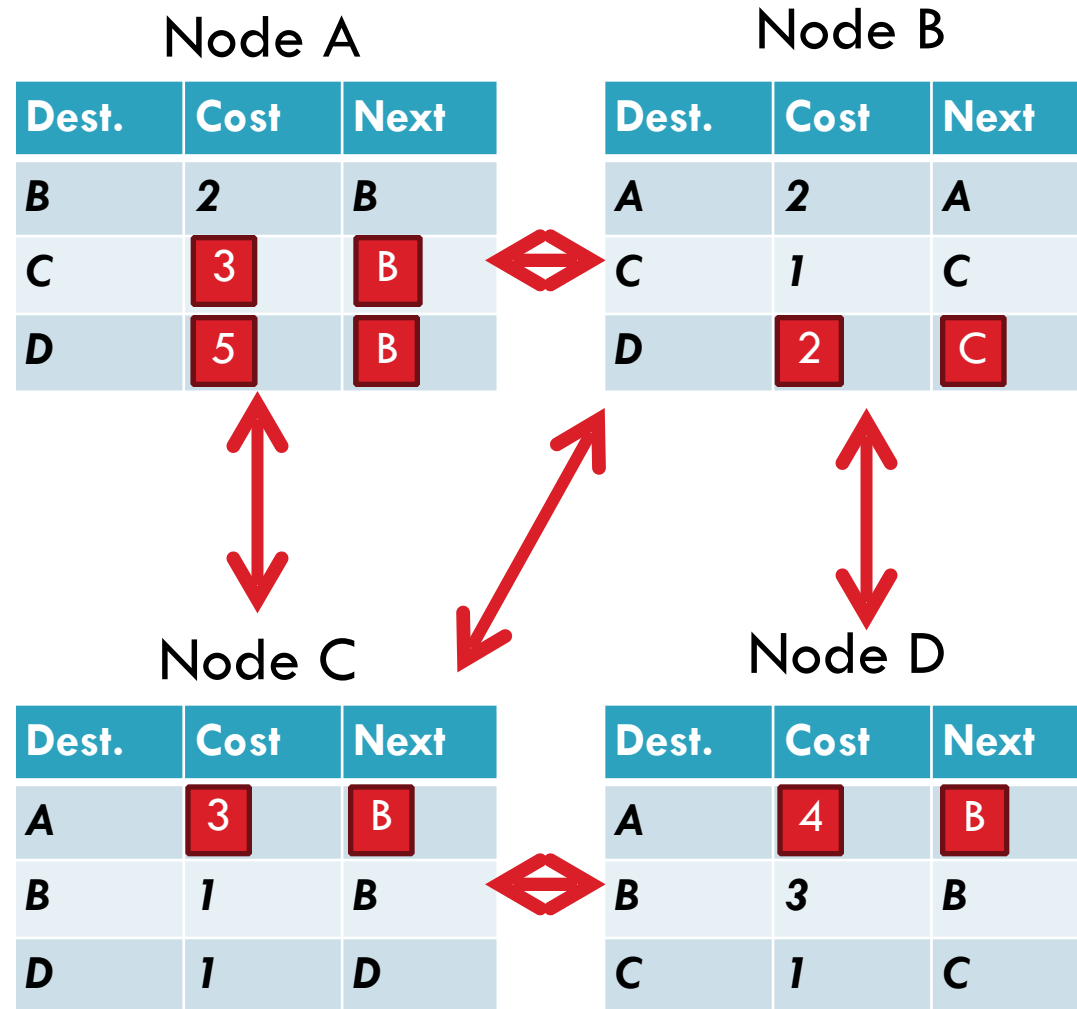 Node A
Dest. Cost Next
B 2 B
C 3 B
D 5 B
Node B
Dest. Cost Next
A 2 A
C 1 C
D 2 C
Node C
Dest. Cost Next
A 3 B
B 1 B
D 1 D
Node D
Dest. Cost Next
A 4 B
B 3 B
C 1 C